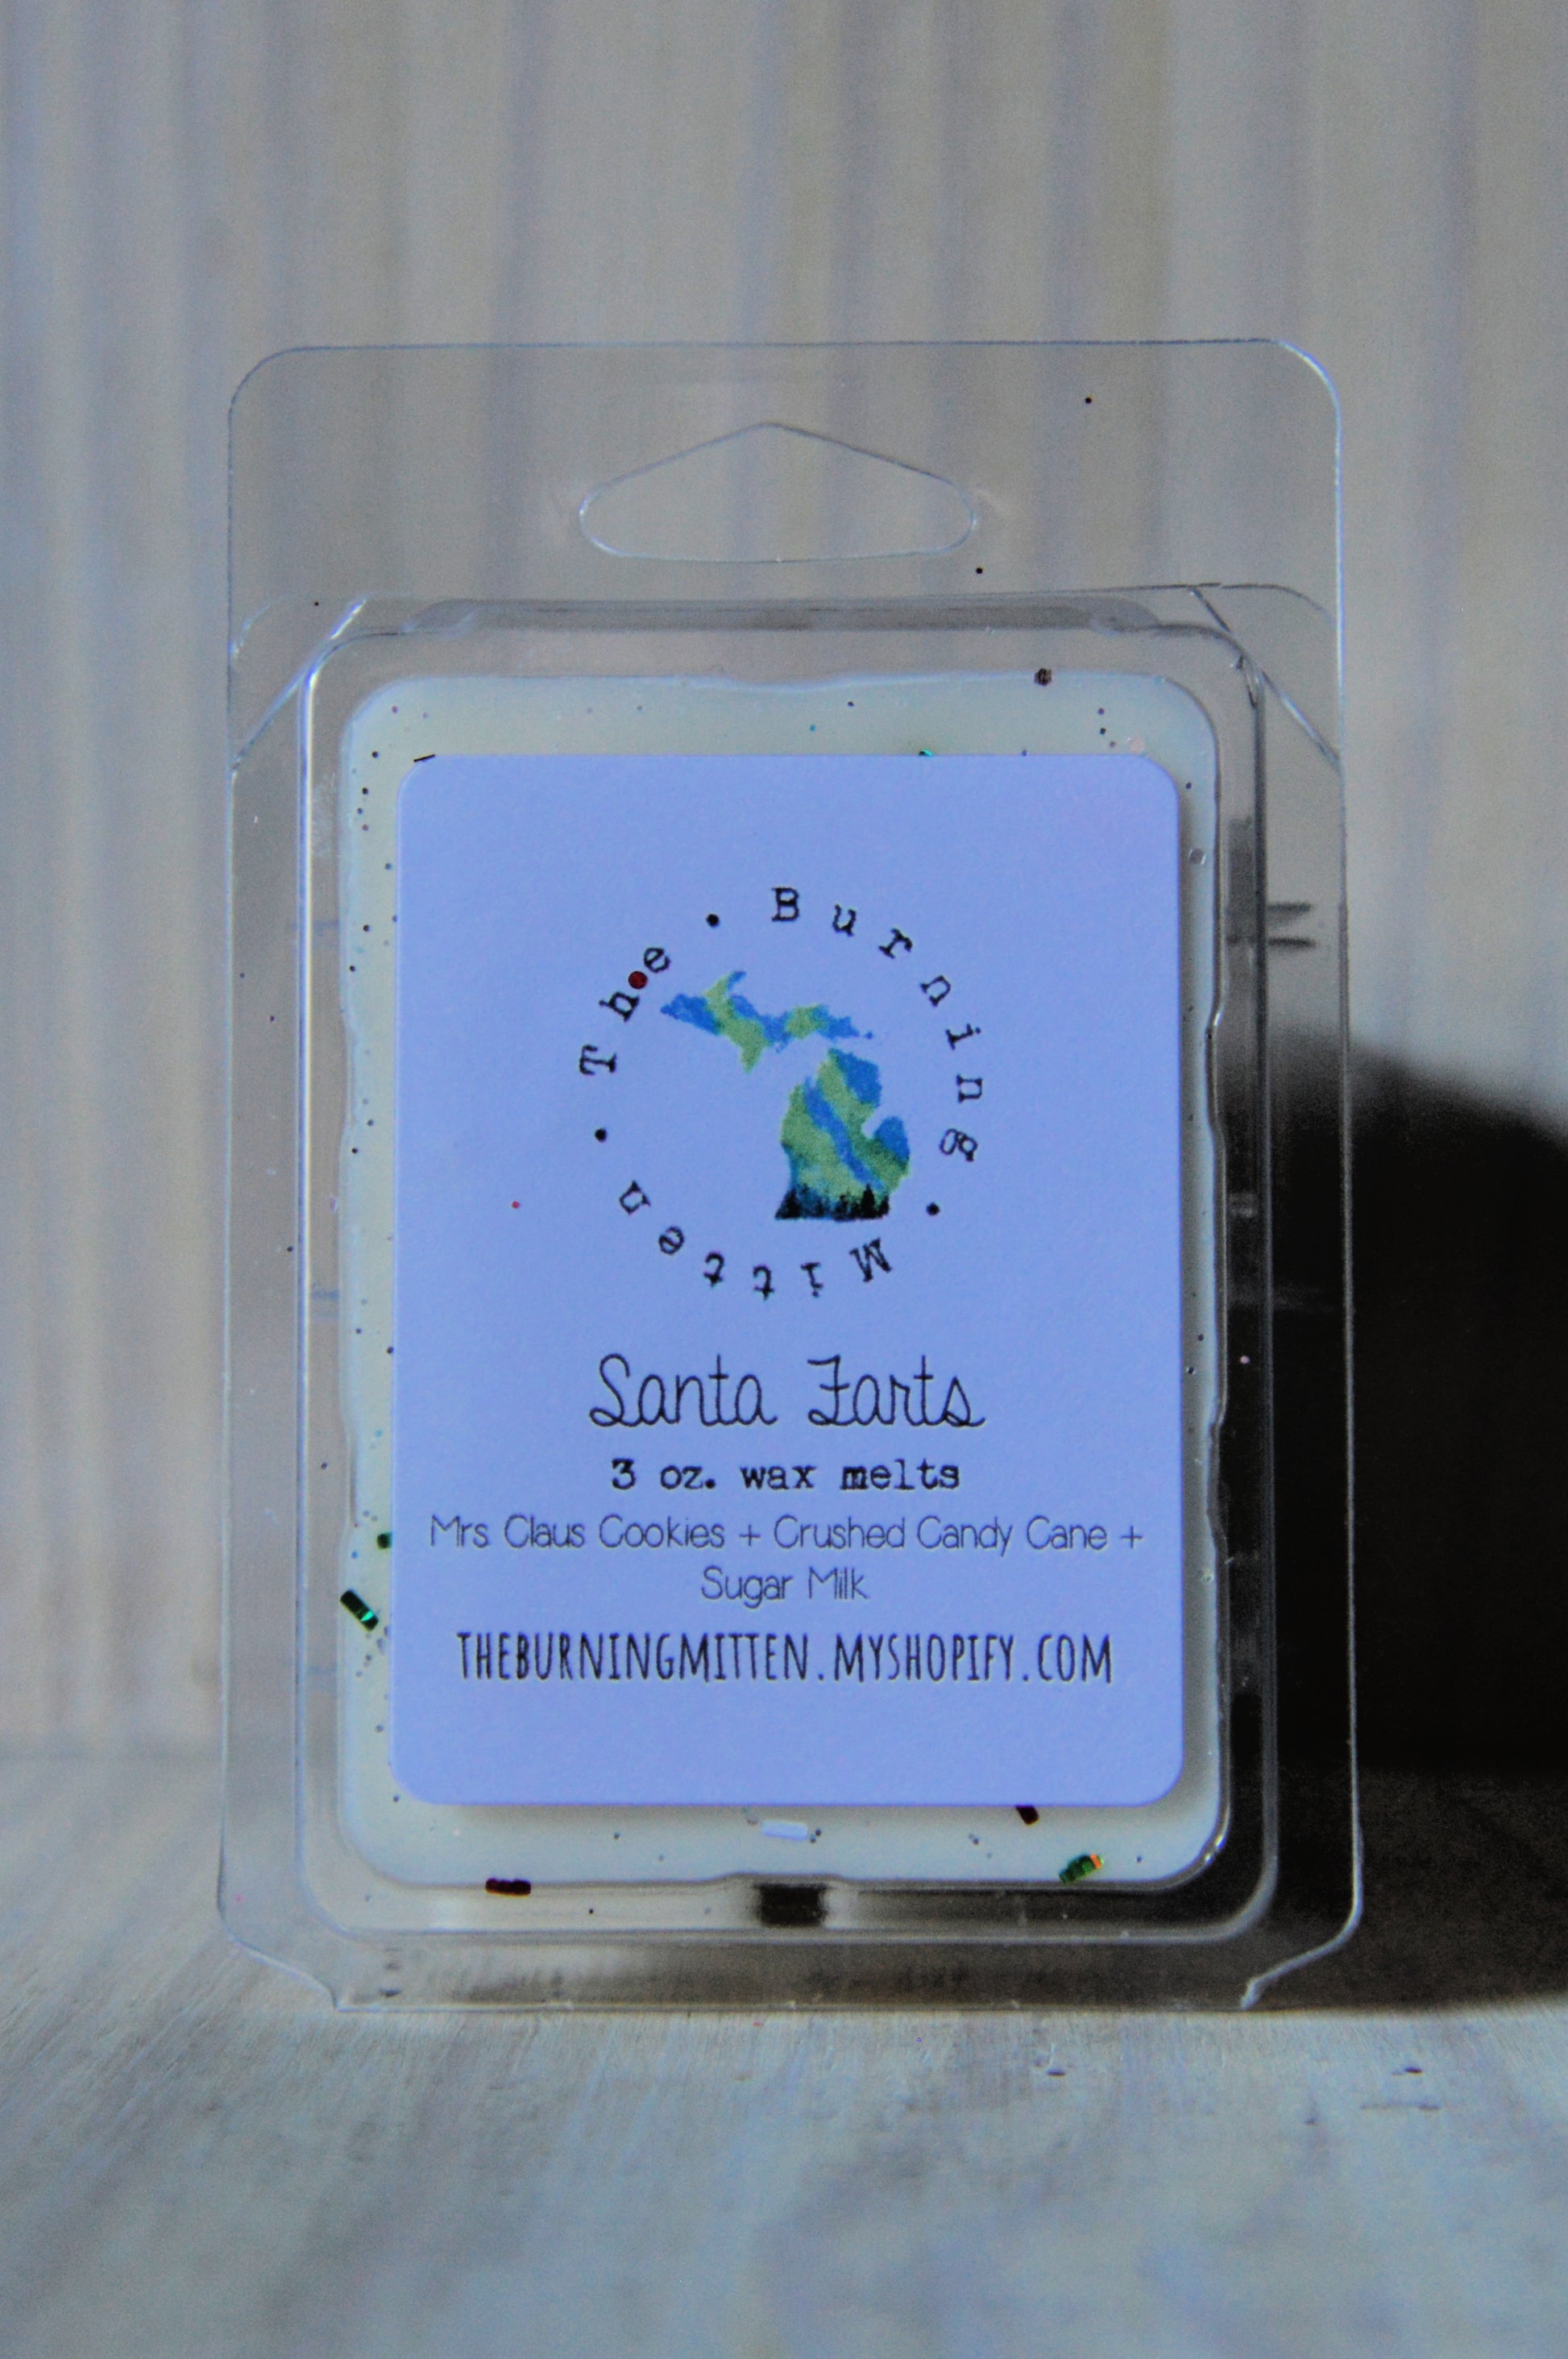 The • Burning • Mitten •
Santa Farts
3 oz. wax melts
Mrs. Claus Cookies + Crushed Candy Cane +
Sugar Milk
THEBURNINGMITTEN.MYSHOPIFY.COM